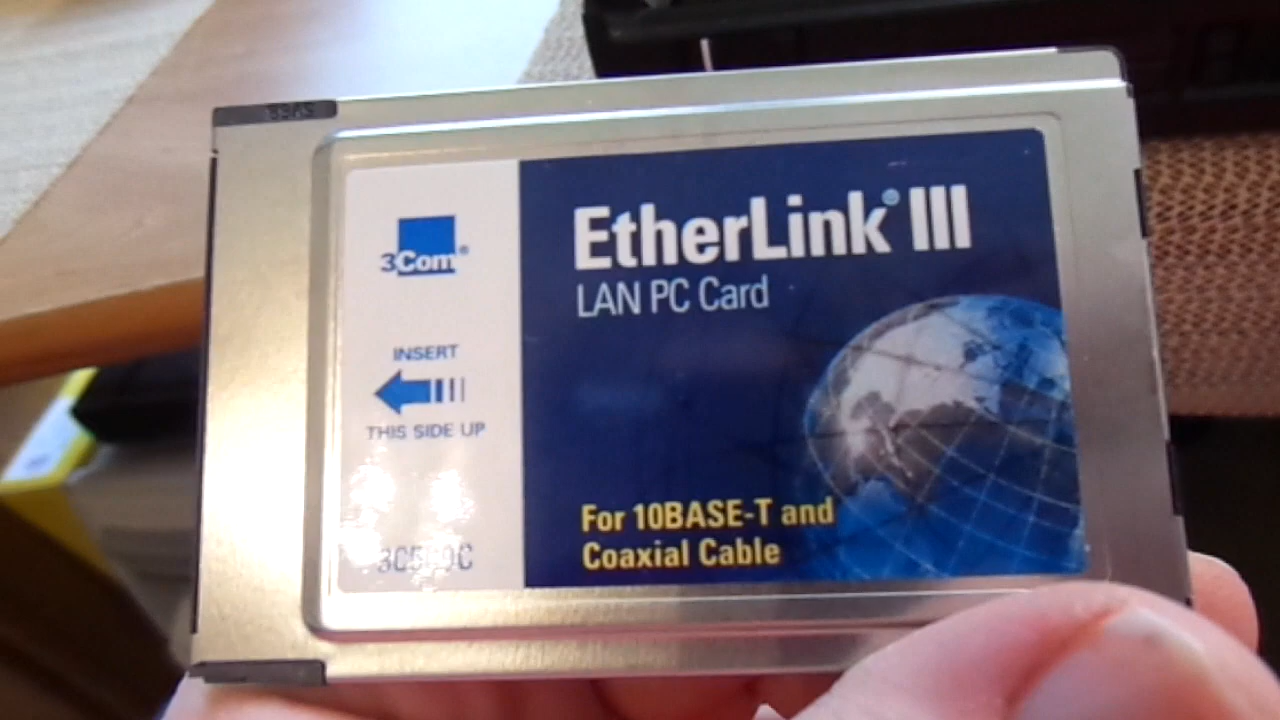 3Com®
INSERT
THIS SIDE UP
EtherLink® III
LAN PC Card
For 10BASE-T and
Coaxial Cable